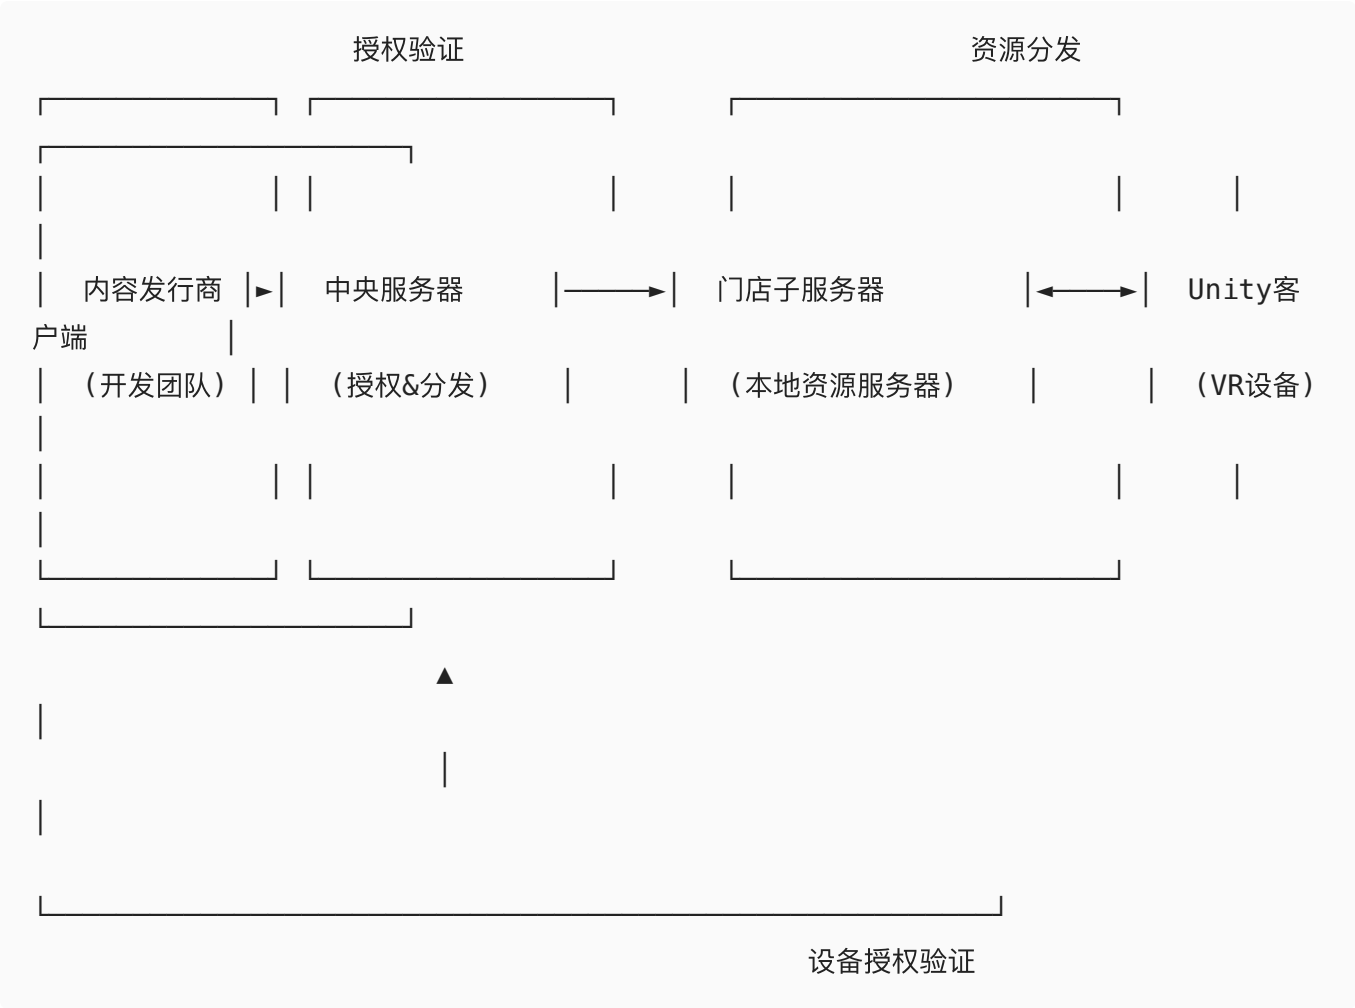 授权验证 资源分发
内容发行商 中央服务器 门店子服务器 Unity客
户端
(开发团队) (授权&分发) (本地资源服务器) (VR设备)
设备授权验证